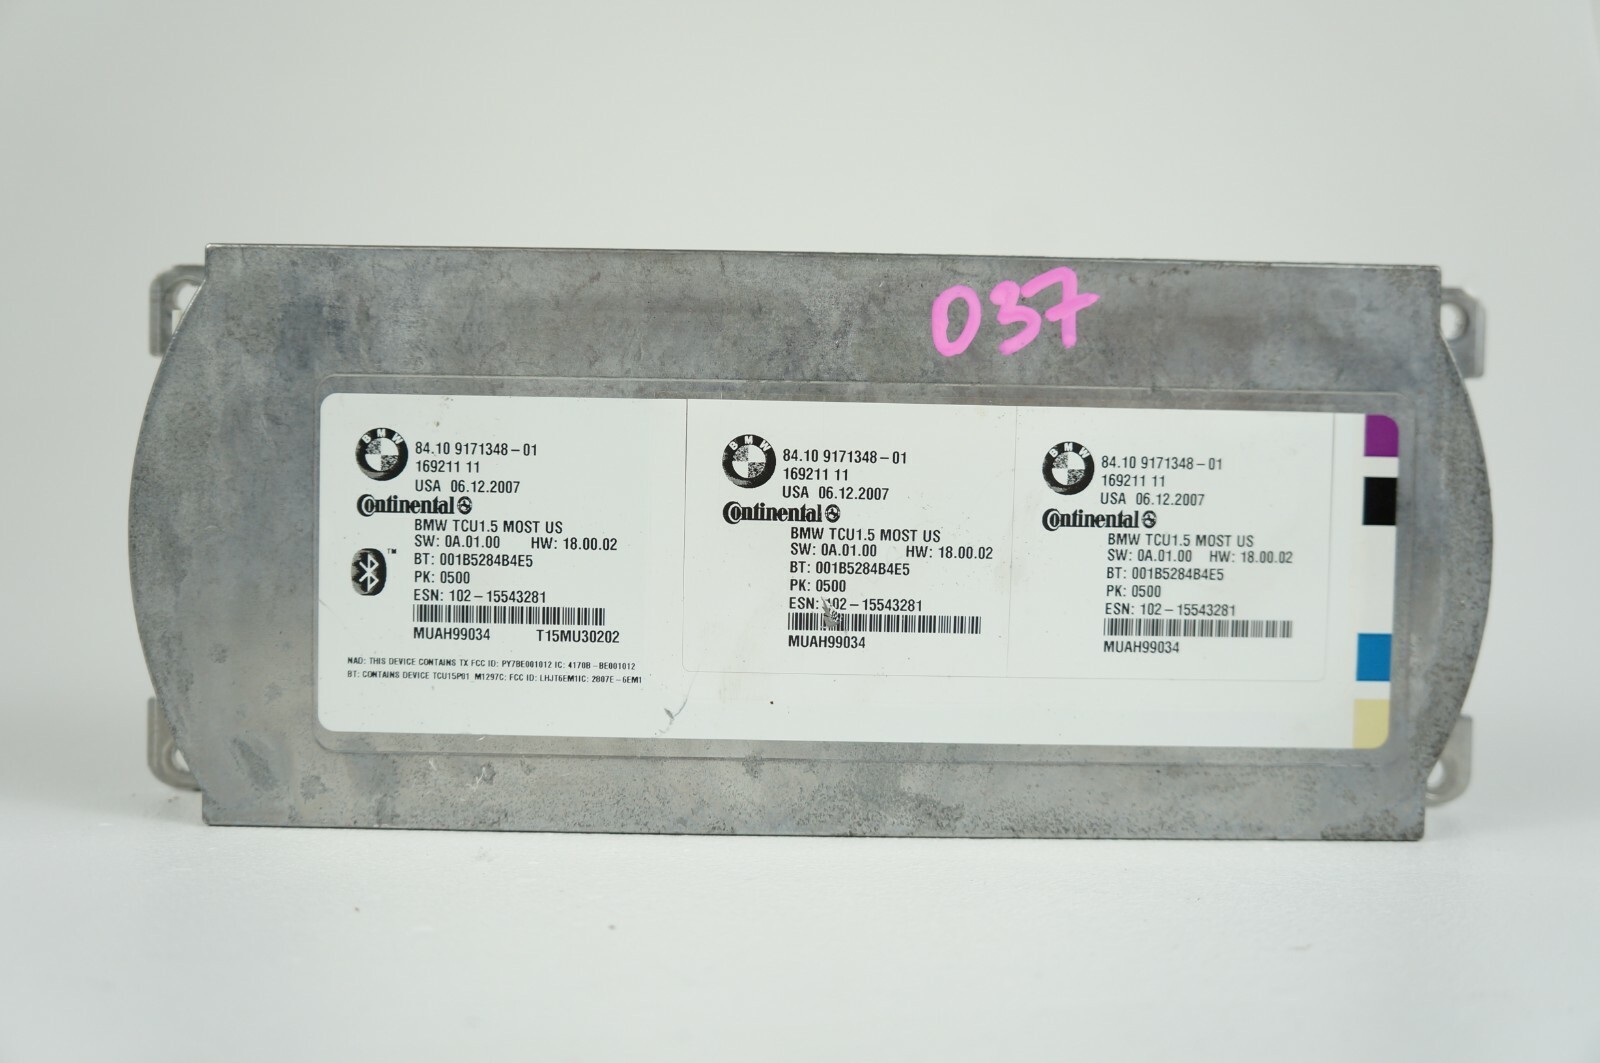 037
BMW
84.10 9171348-01
169211 11
USA 06.12.2007
Continental
BMW TCU1.5 MOST US
SW: 0A.01.00 HW: 18.00.02
BT: 001B5284B4E5
PK: 0500
ESN: 102-15543281
MUAH99034 T15MU30202
NAD: THIS DEVICE CONTAINS TX FCC ID: PY7BE001012 IC: 4170B-BE001012
BT: CONTAINS DEVICE TCU15P01 M1297C: FCC ID: LHJT6EM1IC: 2807E-6EM1
TM
BMW
84.10 9171348-01
169211 11
USA 06.12.2007
Continental
BMW TCU1.5 MOST US
SW: 0A.01.00 HW: 18.00.02
BT: 001B5284B4E5
PK: 0500
ESN: 102-15543281
MUAH99034
BMW
84.10 9171348-01
169211 11
USA 06.12.2007
Continental
BMW TCU1.5 MOST US
SW: 0A.01.00 HW: 18.00.02
BT: 001B5284B4E5
PK: 0500
ESN: 102-15543281
MUAH99034